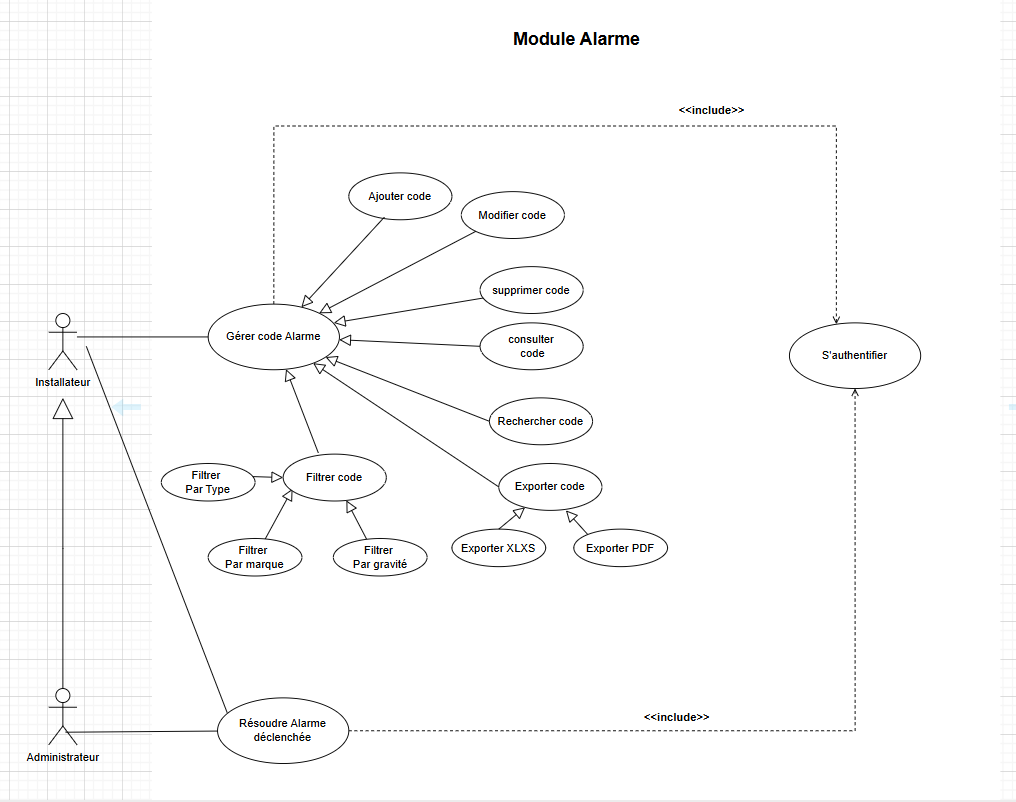 Module Alarme
<<include>>
Ajouter code
Modifier code
supprimer code
Gérer code Alarme
consulter
code
S'authentifier
Installateur
Rechercher code
Filtrer
Par Type
Filtrer code
Exporter code
Filtrer
Par marque
Filtrer
Par gravité
Exporter XLXS
Exporter PDF
<<include>>
Résoudre Alarme
déclenchée
Administrateur